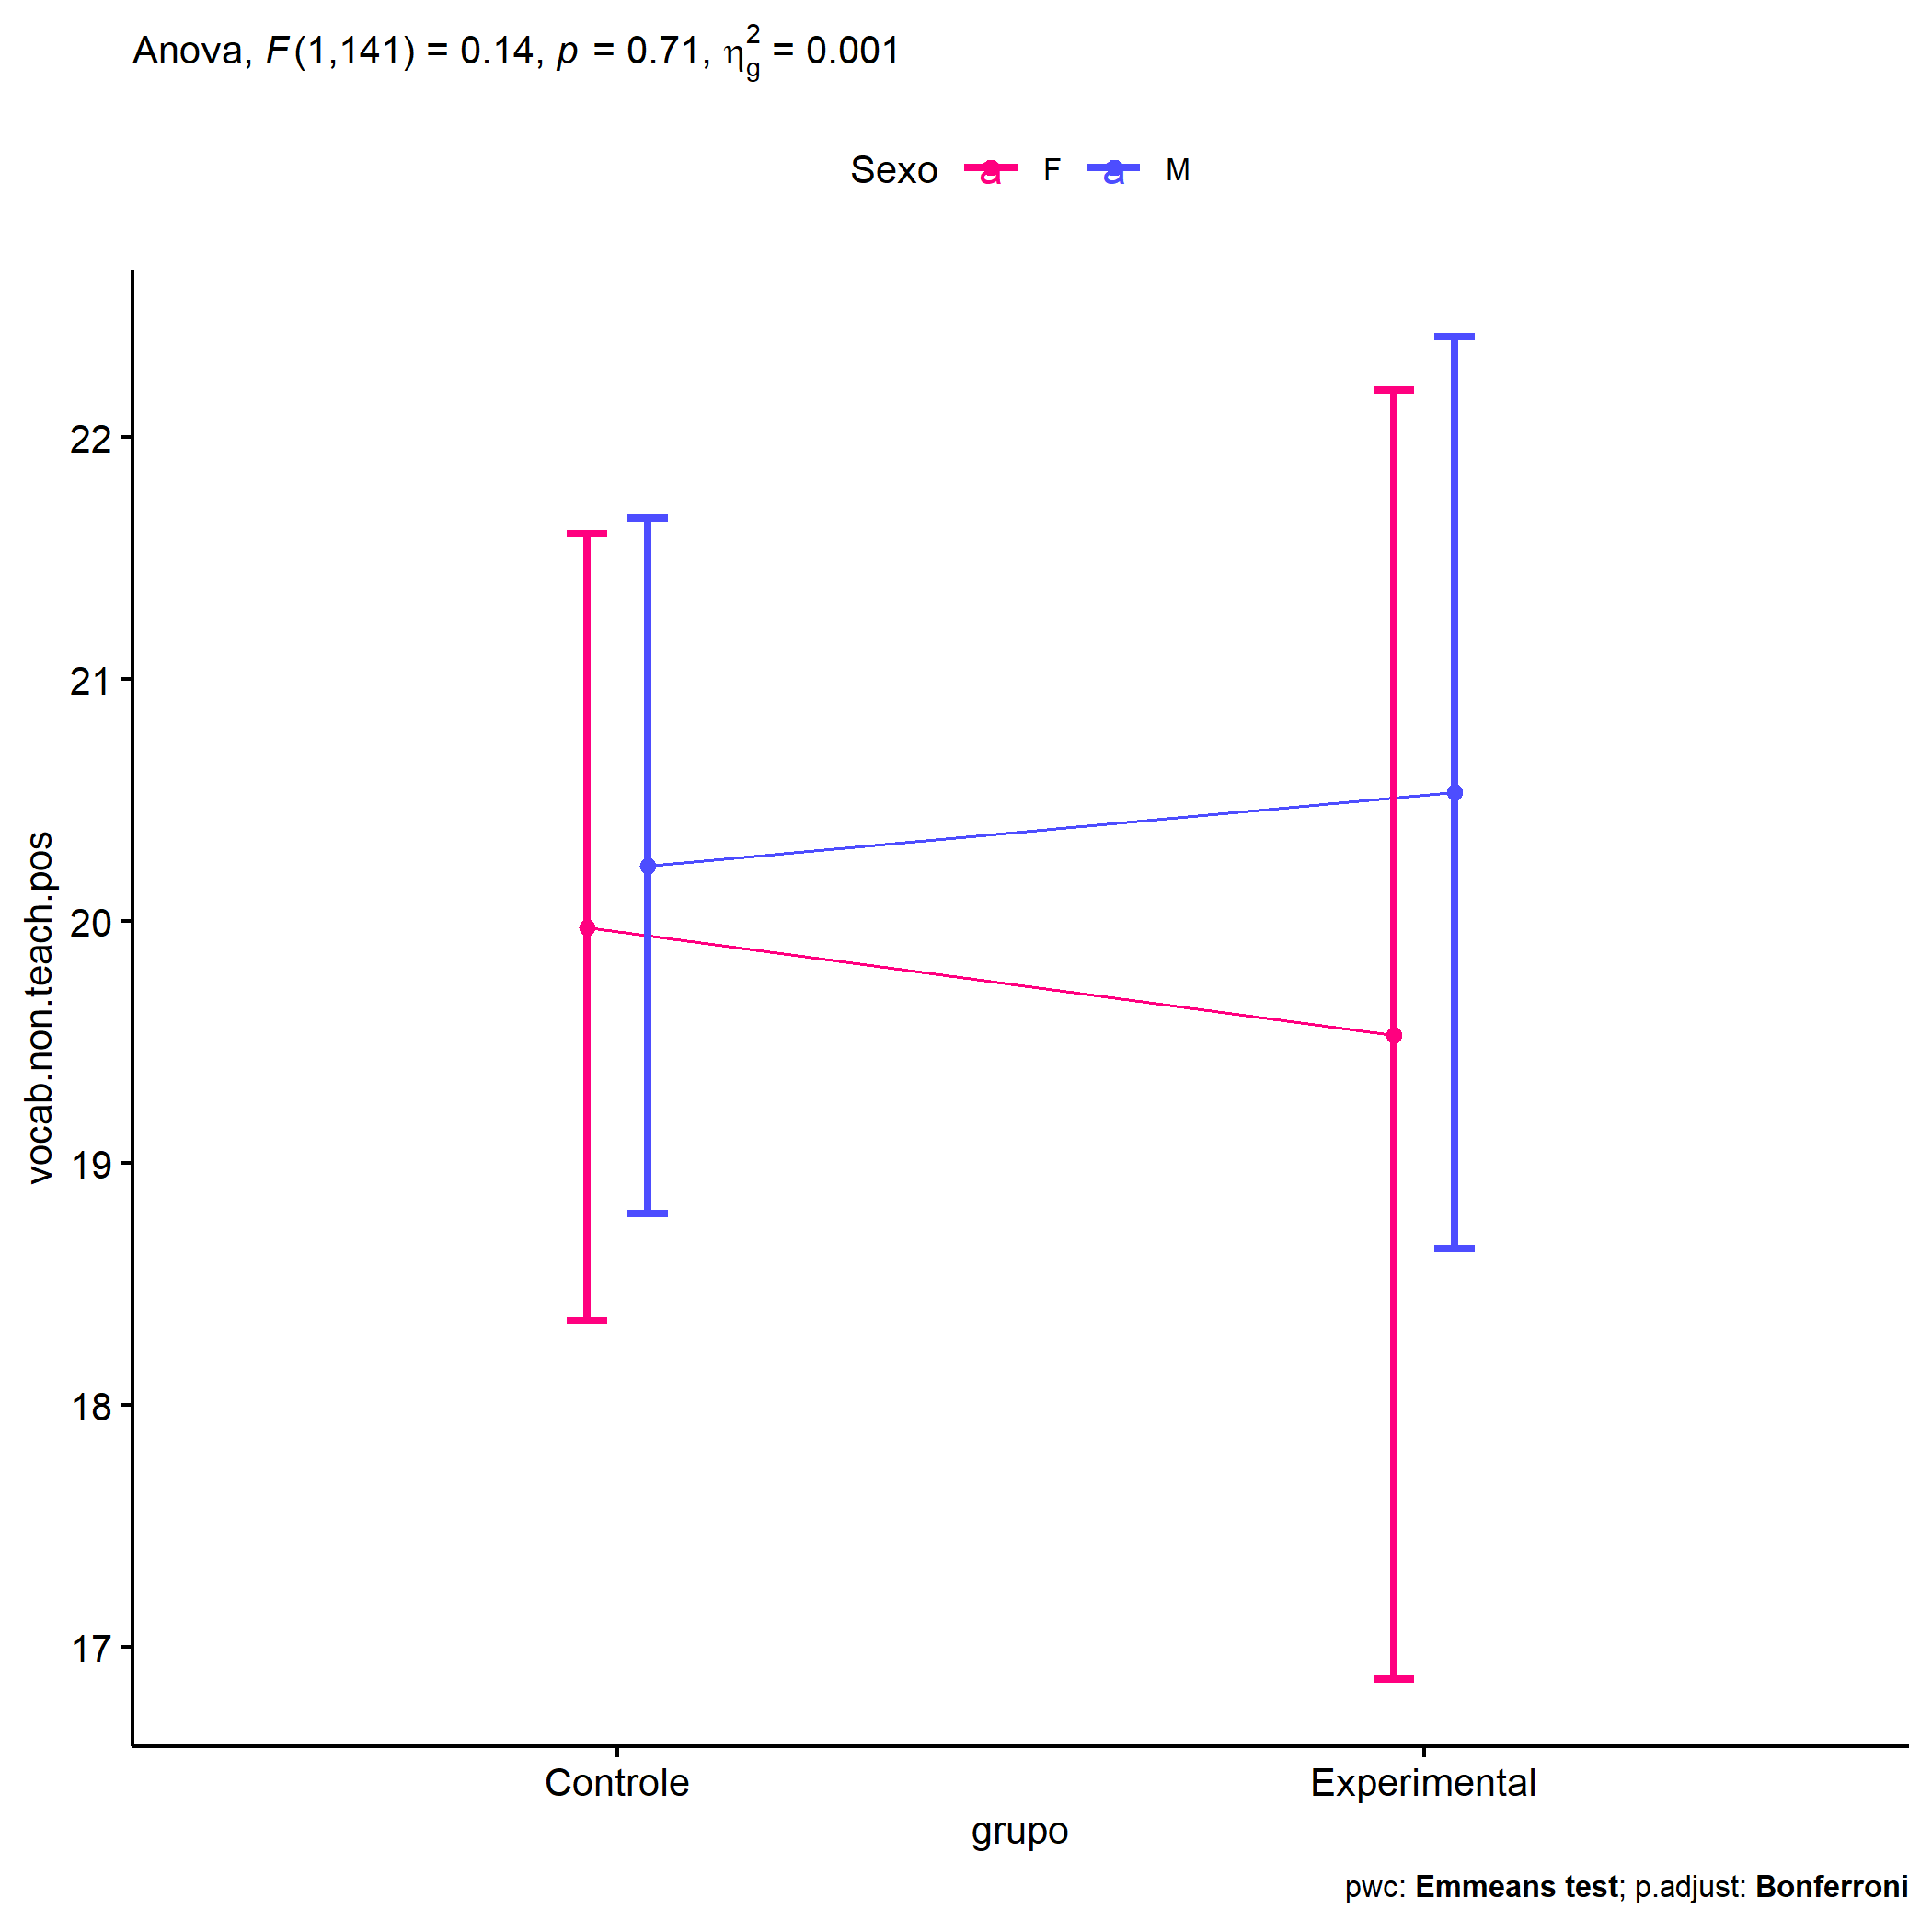 Anova, F(1,141) = 0.14, p = 0.71, η²g = 0.001
Sexo a F a M
22
21
20
19
18
17
vocab.non.teach.pos
Controle Experimental
grupo
pwc: Emmeans test; p.adjust: Bonferroni